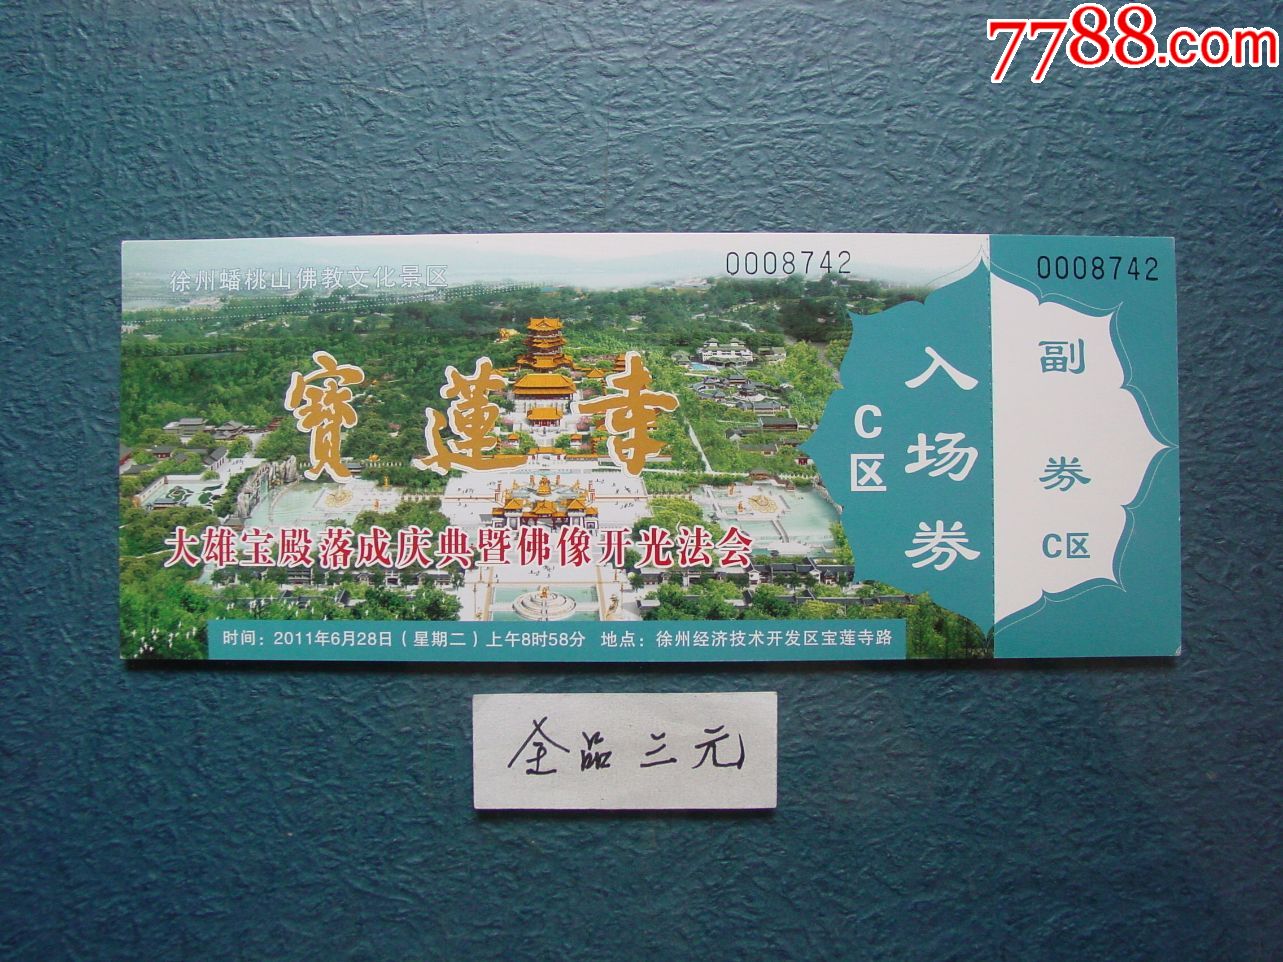 7788.com
徐州蟠桃山佛教文化景区
0008742
寶蓮寺
大雄宝殿落成庆典暨佛像开光法会
时间：2011年6月28日（星期二）上午8时58分 地点：徐州经济技术开发区宝莲寺路
入场券
C区
0008742
副券
C区
全品三元